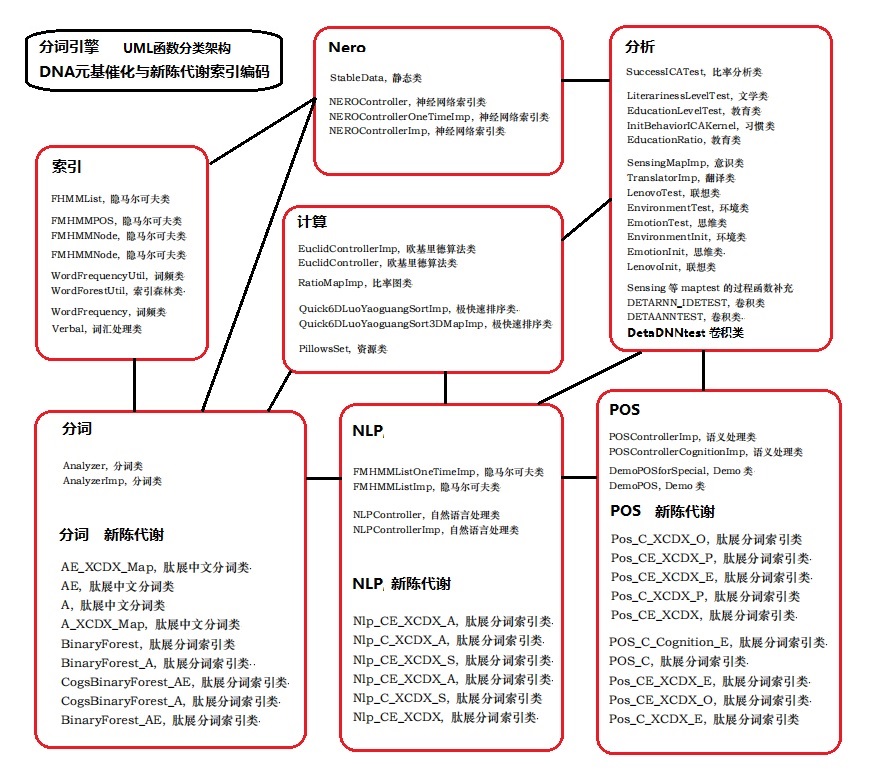 分词引擎 UML函数分类架构
DNA元基催化与新陈代谢索引编码
Nero
StableData, 静态类
NEROController, 神经网络索引类
NEROControllerOneTimeImp, 神经网络索引类
NEROControllerImp, 神经网络索引类
分析
SuccessICATest, 比率分析类
LiterarinessLevelTest, 文学类
EducationLevelTest, 教育类
InitBehaviorICAKernel, 习惯类
EducationRatio, 教育类
SensingMapImp, 意识类
TranslatorImp, 翻译类
LenovoTest, 联想类
EnvironmentTest, 环境类
EmotionTest, 思维类
EnvironmentInit, 环境类
EmotionInit, 思维类.
LenovoInit, 联想类
Sensing 等 maptest 的过程函数补充.
DETARNN_IDETEST, 卷积类
DETAANNTEST, 卷积类.
DetaDNNtest 卷积类
索引
FHMMList, 隐马尔可夫类
FMHMMPOS, 隐马尔可夫类
FMHMMNode, 隐马尔可夫类
FMHMMNode, 隐马尔可夫类
WordFrequencyUtil, 词频类
WordForestUtil, 索引森林类.
WordFrequency, 词频类
Verbal, 词汇处理类
计算
EuclidControllerImp, 欧基里德算法类
EuclidController, 欧基里德算法类
RatioMapImp, 比率图类
Quick6DLuoYaoguangSortImp, 极快速排序类.
Quick6DLuoYaoguangSort3DMapImp, 极快速排序类
PillowsSet, 资源类
分词
Analyzer, 分词类
AnalyzerImp, 分词类
分词 新陈代谢
AE_XCDX_Map, 肽展中文分词类.
AE, 肽展中文分词类
A, 肽展中文分词类
A_XCDX_Map, 肽展中文分词类
BinaryForest, 肽展分词索引类
BinaryForest_A, 肽展分词索引类..
CogsBinaryForest_AE, 肽展分词索引类.
CogsBinaryForest_A, 肽展分词索引类.
BinaryForest_AE, 肽展分词索引类.
NLP,
FMHMMListOneTimeImp, 隐马尔可夫类
FMHMMListImp, 隐马尔可夫类
NLPController, 自然语言处理类
NLPControllerImp, 自然语言处理类
NLP, 新陈代谢
Nlp_CE_XCDX_A, 肽展分词索引类.
Nlp_C_XCDX_A, 肽展分词索引类.
Nlp_CE_XCDX_S, 肽展分词索引类.
Nlp_CE_XCDX_A, 肽展分词索引类.
Nlp_C_XCDX_S, 肽展分词索引类
Nlp_CE_XCDX, 肽展分词索引类.
POS
POSControllerImp, 语义处理类
POSControllerCognitionImp, 语义处理类
DemoPOSforSpecial, Demo 类
DemoPOS, Demo 类
POS 新陈代谢
Pos_C_XCDX_O, 肽展分词索引类.
Pos_CE_XCDX_P, 肽展分词索引类.
Pos_CE_XCDX_E, 肽展分词索引类.
Pos_C_XCDX_P, 肽展分词索引类
Pos_CE_XCDX, 肽展分词索引类.
POS_C_Cognition_E, 肽展分词索引类.
POS_C, 肽展分词索引类.
Pos_CE_XCDX_E, 肽展分词索引类.
Pos_CE_XCDX_O, 肽展分词索引类.
Pos_C_XCDX_E, 肽展分词索引类